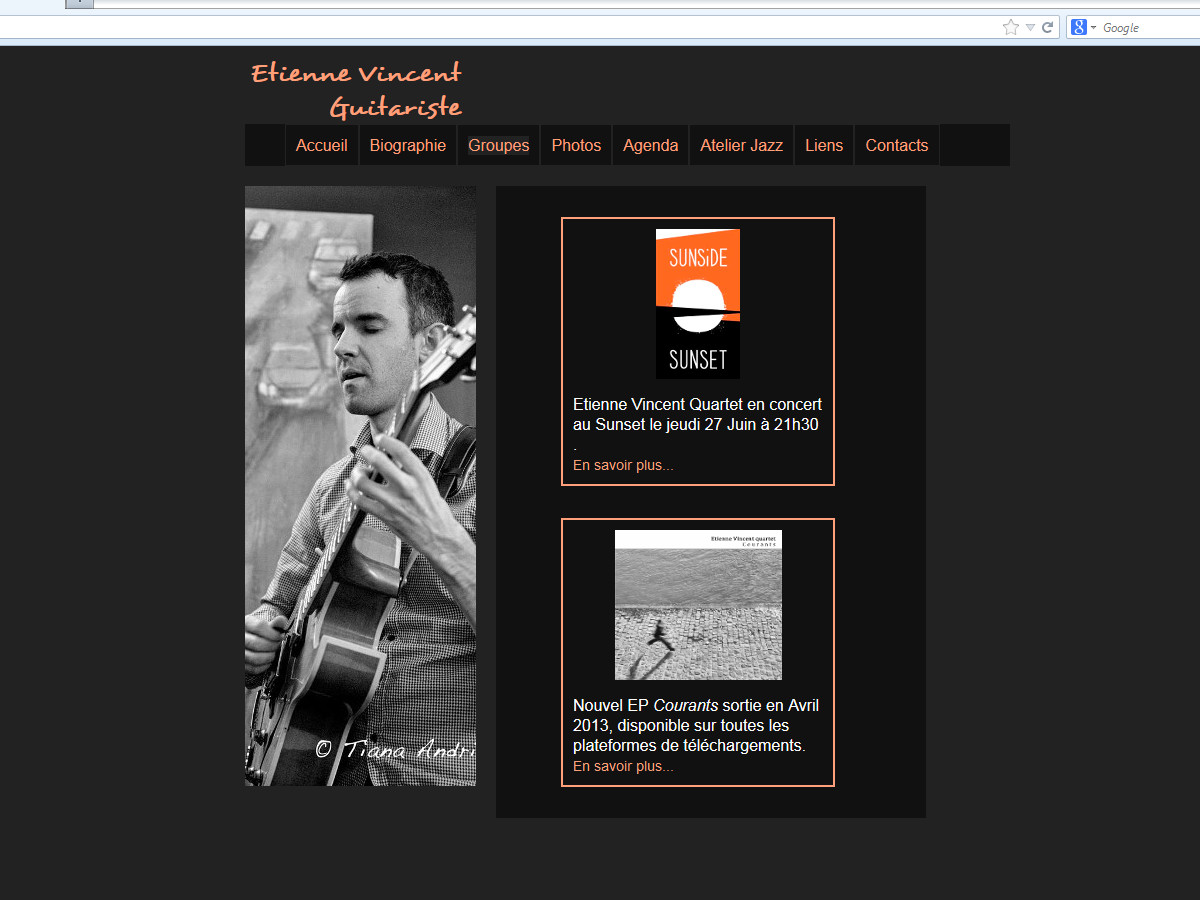 Google
Etienne Vincent
Guitariste
Accueil Biographie Groupes Photos Agenda Atelier Jazz Liens Contacts
SUNSiDE
SUNSET
Etienne Vincent Quartet en concert
au Sunset le jeudi 27 Juin à 21h30
.
En savoir plus...
Etienne Vincent quartet
Courants
Nouvel EP Courants sortie en Avril
2013, disponible sur toutes les
plateformes de téléchargements.
En savoir plus...
© Tiana Andri